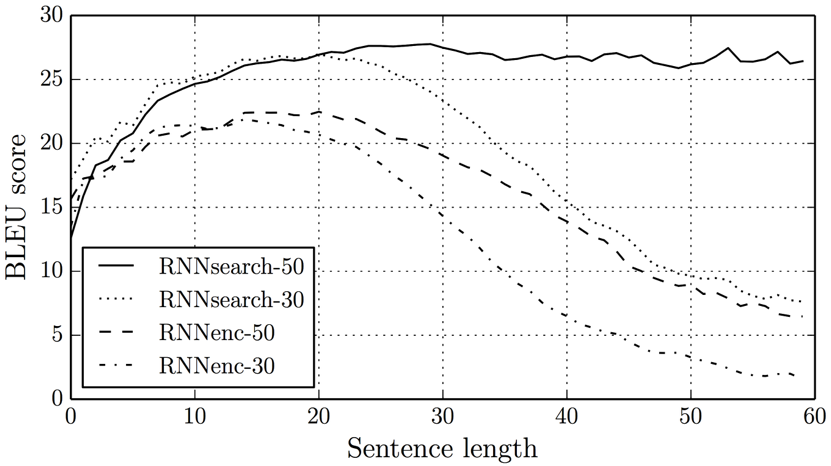 30
25
20
15
10
5
0
BLEU score
RNNsearch-50
RNNsearch-30
RNNenc-50
RNNenc-30
0 10 20 30 40 50 60
Sentence length